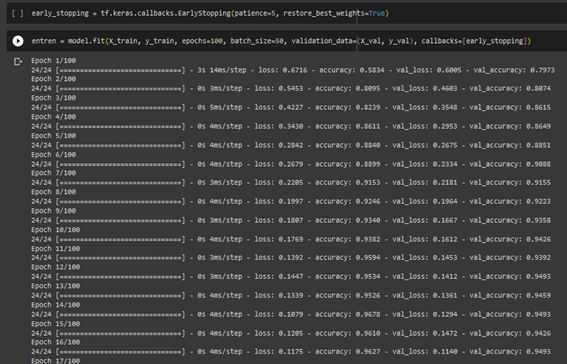 [ ] early_stopping = tf.keras.callbacks.EarlyStopping(patience=5, restore_best_weights=True)
entren = model.fit(X_train, y_train, epochs=100, batch_size=50, validation_data=(X_val, y_val), callbacks=[early_stopping])
Epoch 1/100
24/24 [==============================] - 3s 14ms/step - loss: 0.6716 - accuracy: 0.5834 - val_loss: 0.6005 - val_accuracy: 0.7973
Epoch 2/100
24/24 [==============================] - 0s 3ms/step - loss: 0.5453 - accuracy: 0.8095 - val_loss: 0.4603 - val_accuracy: 0.8074
Epoch 3/100
24/24 [==============================] - 0s 5ms/step - loss: 0.4227 - accuracy: 0.8239 - val_loss: 0.3548 - val_accuracy: 0.8615
Epoch 4/100
24/24 [==============================] - 0s 4ms/step - loss: 0.3430 - accuracy: 0.8611 - val_loss: 0.2953 - val_accuracy: 0.8649
Epoch 5/100
24/24 [==============================] - 0s 4ms/step - loss: 0.2842 - accuracy: 0.8840 - val_loss: 0.2675 - val_accuracy: 0.8851
Epoch 6/100
24/24 [==============================] - 0s 4ms/step - loss: 0.2679 - accuracy: 0.8899 - val_loss: 0.2334 - val_accuracy: 0.9088
Epoch 7/100
24/24 [==============================] - 0s 3ms/step - loss: 0.2205 - accuracy: 0.9153 - val_loss: 0.2181 - val_accuracy: 0.9155
Epoch 8/100
24/24 [==============================] - 0s 4ms/step - loss: 0.1997 - accuracy: 0.9246 - val_loss: 0.1964 - val_accuracy: 0.9223
Epoch 9/100
24/24 [==============================] - 0s 3ms/step - loss: 0.1807 - accuracy: 0.9340 - val_loss: 0.1667 - val_accuracy: 0.9358
Epoch 10/100
24/24 [==============================] - 0s 4ms/step - loss: 0.1769 - accuracy: 0.9382 - val_loss: 0.1612 - val_accuracy: 0.9426
Epoch 11/100
24/24 [==============================] - 0s 3ms/step - loss: 0.1392 - accuracy: 0.9594 - val_loss: 0.1453 - val_accuracy: 0.9392
Epoch 12/100
24/24 [==============================] - 0s 3ms/step - loss: 0.1447 - accuracy: 0.9534 - val_loss: 0.1412 - val_accuracy: 0.9493
Epoch 13/100
24/24 [==============================] - 0s 4ms/step - loss: 0.1339 - accuracy: 0.9526 - val_loss: 0.1361 - val_accuracy: 0.9459
Epoch 14/100
24/24 [==============================] - 0s 4ms/step - loss: 0.1079 - accuracy: 0.9678 - val_loss: 0.1294 - val_accuracy: 0.9493
Epoch 15/100
24/24 [==============================] - 0s 4ms/step - loss: 0.1205 - accuracy: 0.9610 - val_loss: 0.1472 - val_accuracy: 0.9426
Epoch 16/100
24/24 [==============================] - 0s 4ms/step - loss: 0.1175 - accuracy: 0.9627 - val_loss: 0.1140 - val_accuracy: 0.9493
Epoch 17/100